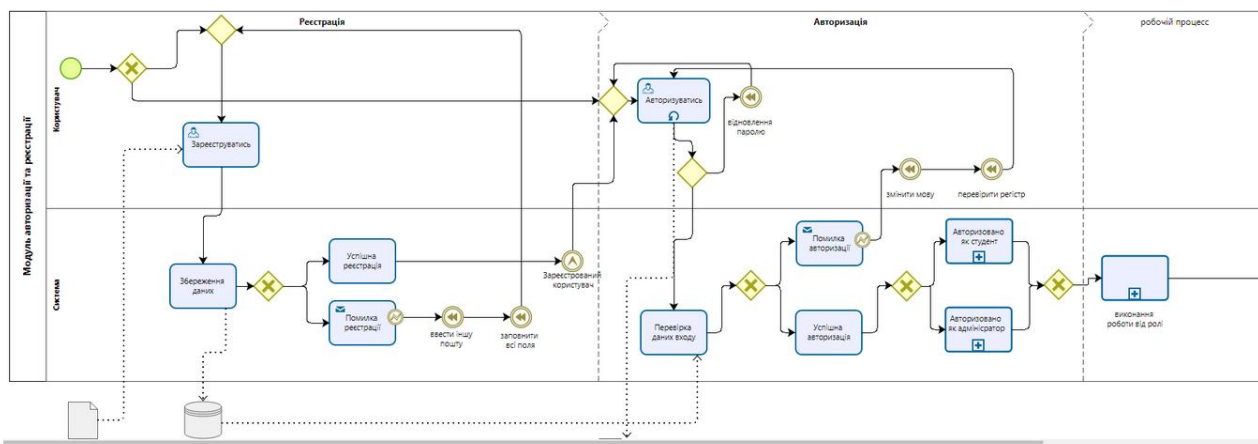 Реєстрація
Авторизація
робочій процесс
Модуль авторизації та реєстрації
Користувач
Система
Зареєструватись
Авторизуватись
відновлення
паролю
змінити мову
перевірити регістр
Збереження
даних
Успішна
реєстрація
Помилка
реєстрації
ввести іншу
пошту
заповнити
всі поля
Зареєстрований
користувач
Перевірка
даних входу
Помилка
авторизації
Успішна
авторизація
Авторизовано
як студент
Авторизовано
як адміністратор
виконання
роботи від ролі